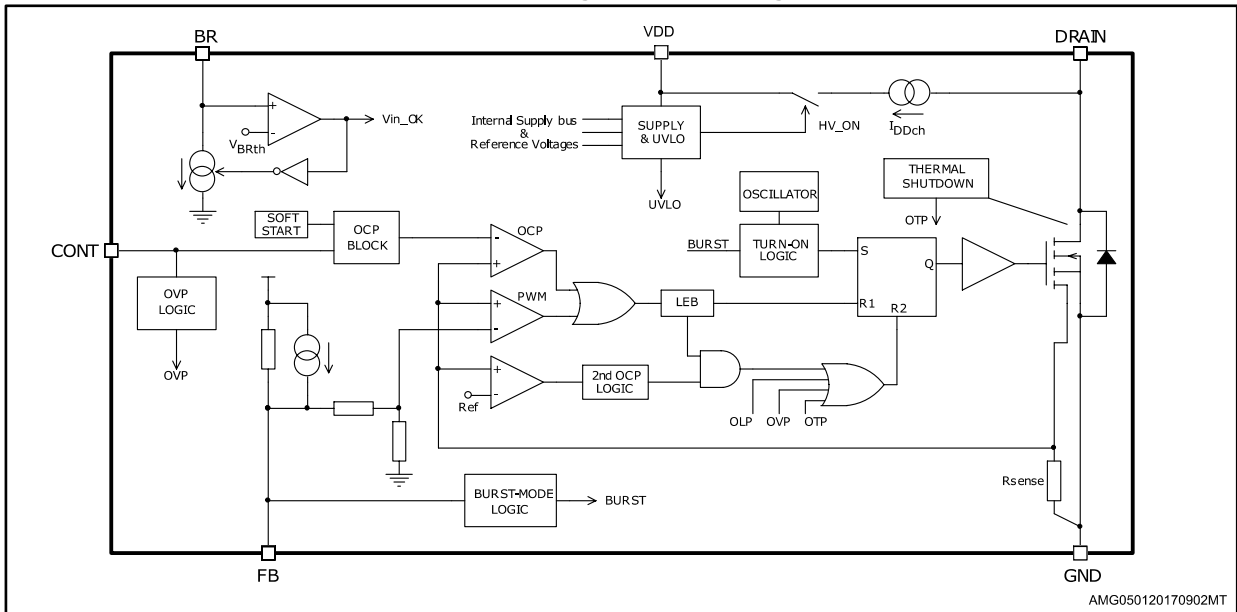 BR
VDD
DRAIN
Vin_OK
VBRth
Internal Supply bus
&
Reference Voltages
SUPPLY
& UVLO
HV_ON
IDDch
UVLO
THERMAL
SHUTDOWN
OTP
OSCILLATOR
SOFT
START
OCP
BLOCK
OCP
BURST
TURN-ON
LOGIC
S
Q
R1
R2
CONT
OVP
LOGIC
OVP
PWM
LEB
2nd OCP
LOGIC
Ref
OLP
OVP
OTP
Rsense
BURST-MODE
LOGIC
BURST
FB
GND
AMG050120170902MT